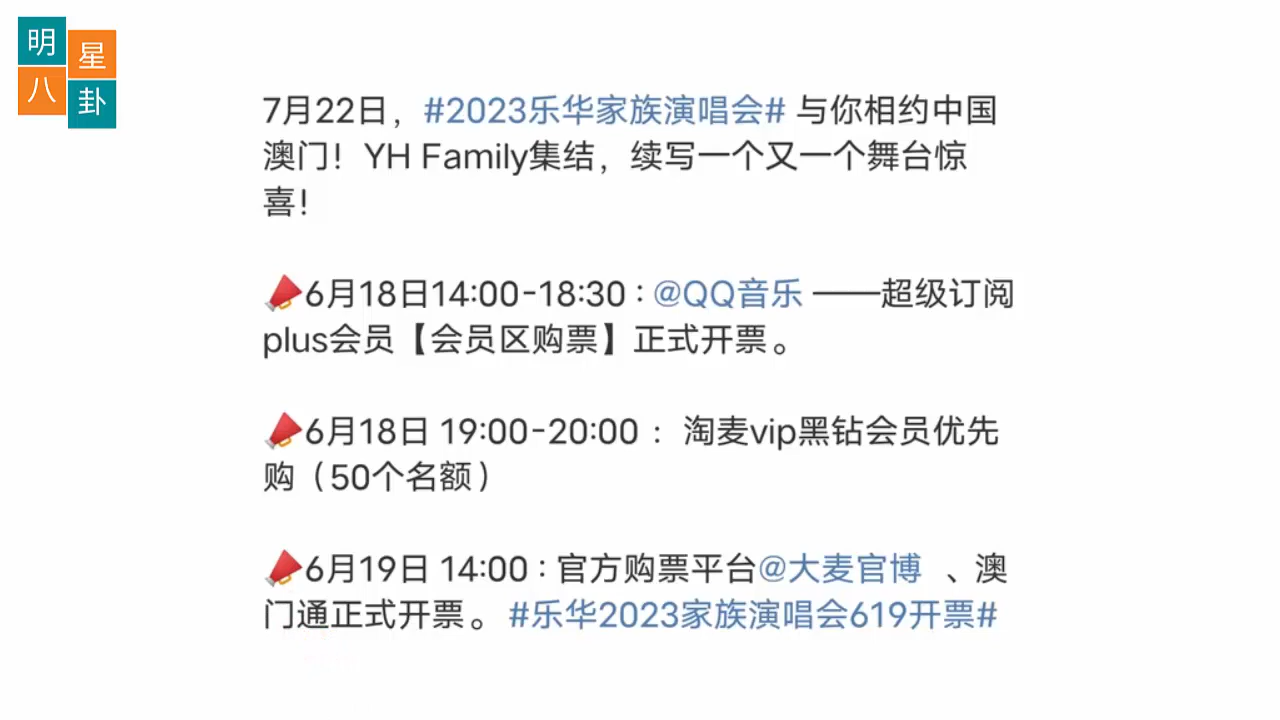 明星
八卦
7月22日，#2023乐华家族演唱会# 与你相约中国
澳门！YH Family集结，续写一个又一个舞台惊
喜！
6月18日14:00-18:30：@QQ音乐 ——超级订阅
plus会员【会员区购票】正式开票。
6月18日 19:00-20:00 ： 淘麦vip黑钻会员优先
购（50个名额）
6月19日 14:00：官方购票平台@大麦官博 、澳
门通正式开票。#乐华2023家族演唱会619开票#